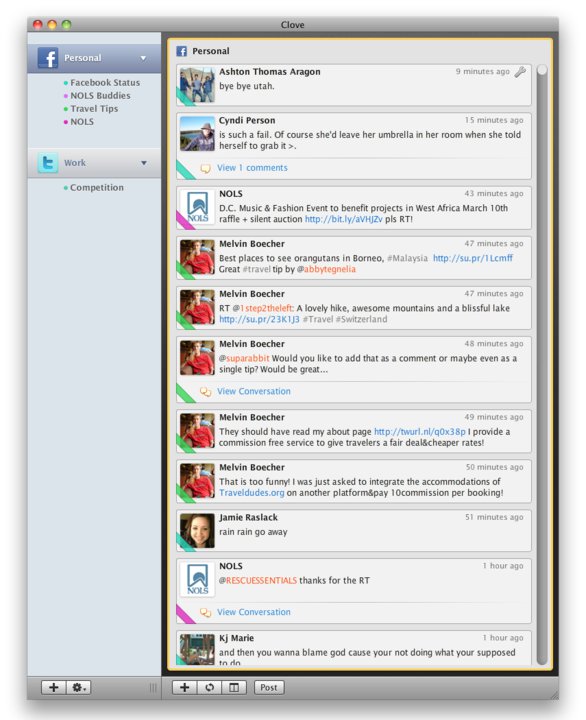 Clove
Personal
Facebook Status
NOLS Buddies
Travel Tips
NOLS
Work
Competition
Personal
Ashton Thomas Aragon 9 minutes ago
bye bye utah.
Cyndi Person 15 minutes ago
is such a fail. Of course she'd leave her umbrella in her room when she told
herself to grab it >.
View 1 comments
NOLS 43 minutes ago
NOLS
D.C. Music & Fashion Event to benefit projects in West Africa March 10th
raffle + silent auction http://bit.ly/aVHJZv pls RT!
Melvin Boecher 47 minutes ago
Best places to see orangutans in Borneo, #Malaysia http://su.pr/1Lcmff
Great #travel tip by @abbytegnelia
Melvin Boecher 47 minutes ago
RT @1step2theleft: A lovely hike, awesome mountains and a blissful lake
http://su.pr/23K1J3 #Travel #Switzerland
Melvin Boecher 48 minutes ago
@suparabbit Would you like to add that as a comment or maybe even as a
single tip? Would be great...
View Conversation
Melvin Boecher 49 minutes ago
They should have read my about page http://twurl.nl/q0x38p I provide a
commission free service to give travelers a fair deal&cheaper rates!
Melvin Boecher 50 minutes ago
That is too funny! I was just asked to integrate the accommodations of
Traveldudes.org on another platform&pay 10commission per booking!
Jamie Raslack 51 minutes ago
rain rain go away
NOLS 1 hour ago
@RESCUESSENTIALS thanks for the RT
NOLS
View Conversation
Kj Marie 1 hour ago
and then you wanna blame god cause your not doing what your supposed
to do
Post